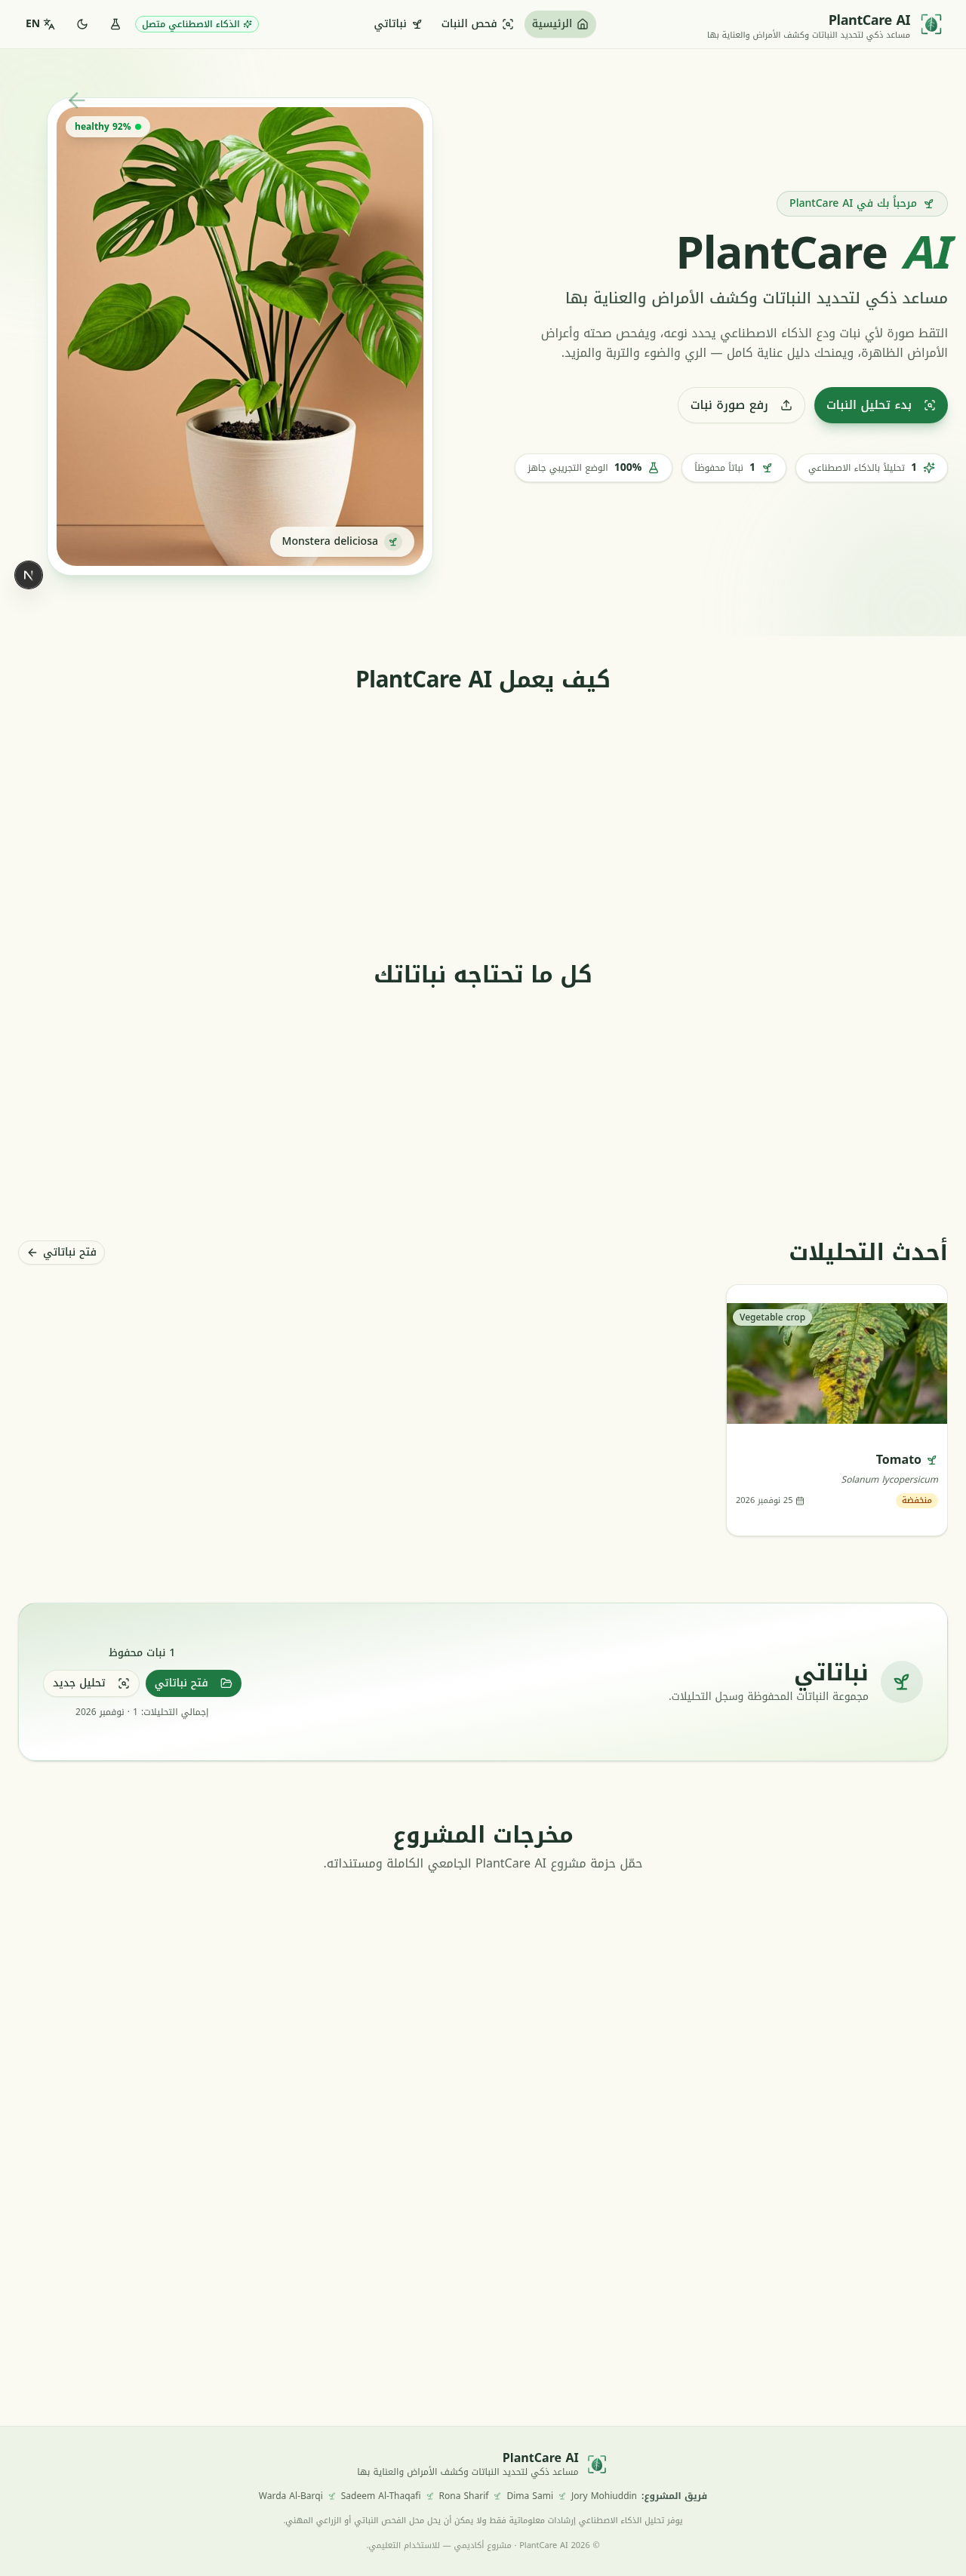 PlantCare AI
مساعد ذكي لتحديد النباتات وكشف الأمراض والعناية بها
الرئيسية
فحص النبات
نباتاتي
الذكاء الاصطناعي متصل
EN
مرحباً بك في PlantCare AI
PlantCare AI
مساعد ذكي لتحديد النباتات وكشف الأمراض والعناية بها
التقط صورة لأي نبات ودع الذكاء الاصطناعي يحدد نوعه، ويفحص صحته وأعراض
الأمراض الظاهرة، ويمنحك دليل عناية كامل — الري والضوء والتربة والمزيد.
بدء تحليل النبات
رفع صورة نبات
1 تحليلاً بالذكاء الاصطناعي
1 نباتاً محفوظاً
100% الوضع التجريبي جاهز
healthy 92%
Monstera deliciosa
N
كيف يعمل PlantCare AI
كل ما تحتاجه نباتاتك
أحدث التحليلات
فتح نباتاتي
Vegetable crop
Tomato
Solanum lycopersicum
منخفضة
25 نوفمبر 2026
نباتاتي
مجموعة النباتات المحفوظة وسجل التحليلات.
1 نبات محفوظ
فتح نباتاتي
تحليل جديد
إجمالي التحليلات: 1 · نوفمبر 2026
مخرجات المشروع
حمّل حزمة مشروع PlantCare AI الجامعي الكاملة ومستنداته.
PlantCare AI
مساعد ذكي لتحديد النباتات وكشف الأمراض والعناية بها
فريق المشروع: Jory Mohiuddin Dima Sami Rona Sharif Sadeem Al-Thaqafi Warda Al-Barqi
يوفر تحليل الذكاء الاصطناعي إرشادات معلوماتية فقط ولا يمكن أن يحل محل الفحص النباتي أو الزراعي المهني.
© 2026 PlantCare AI · مشروع أكاديمي — للاستخدام التعليمي.